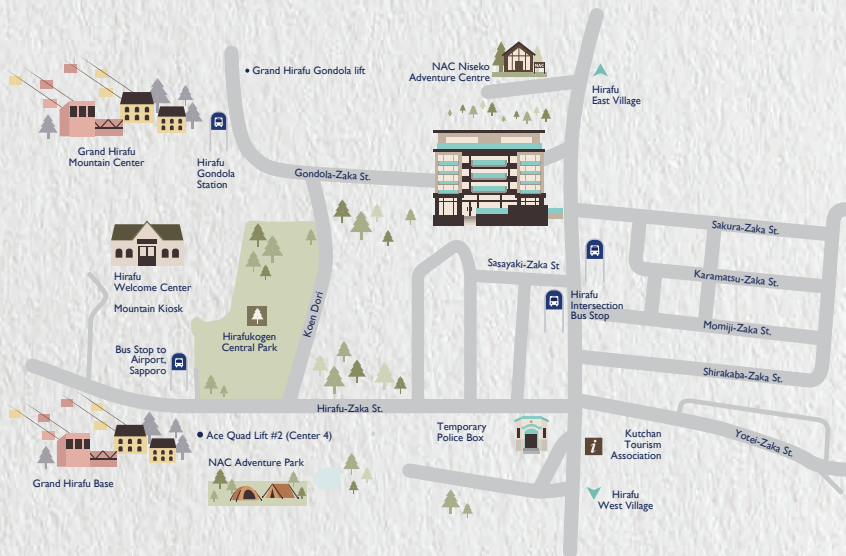 • Grand Hirafu Gondola lift
NAC Niseko
Adventure Centre
NAC
Hirafu
East Village
Grand Hirafu
Mountain Center
Hirafu
Gondola
Station
Gondola-Zaka St.
Sakura-Zaka St.
Sasayaki-Zaka St
Karamatsu-Zaka St.
Hirafu
Welcome Center
Mountain Kiosk
Hirafu
Intersection
Bus Stop
Koen Dori
Momiji-Zaka St.
Hirafukogen
Central Park
Bus Stop to
Airport,
Sapporo
Shirakaba-Zaka St.
Hirafu-Zaka St.
• Ace Quad Lift #2 (Center 4)
Temporary
Police Box
i
Kutchan
Tourism
Association
Yotei-Zaka St.
NAC Adventure Park
Grand Hirafu Base
Hirafu
West Village